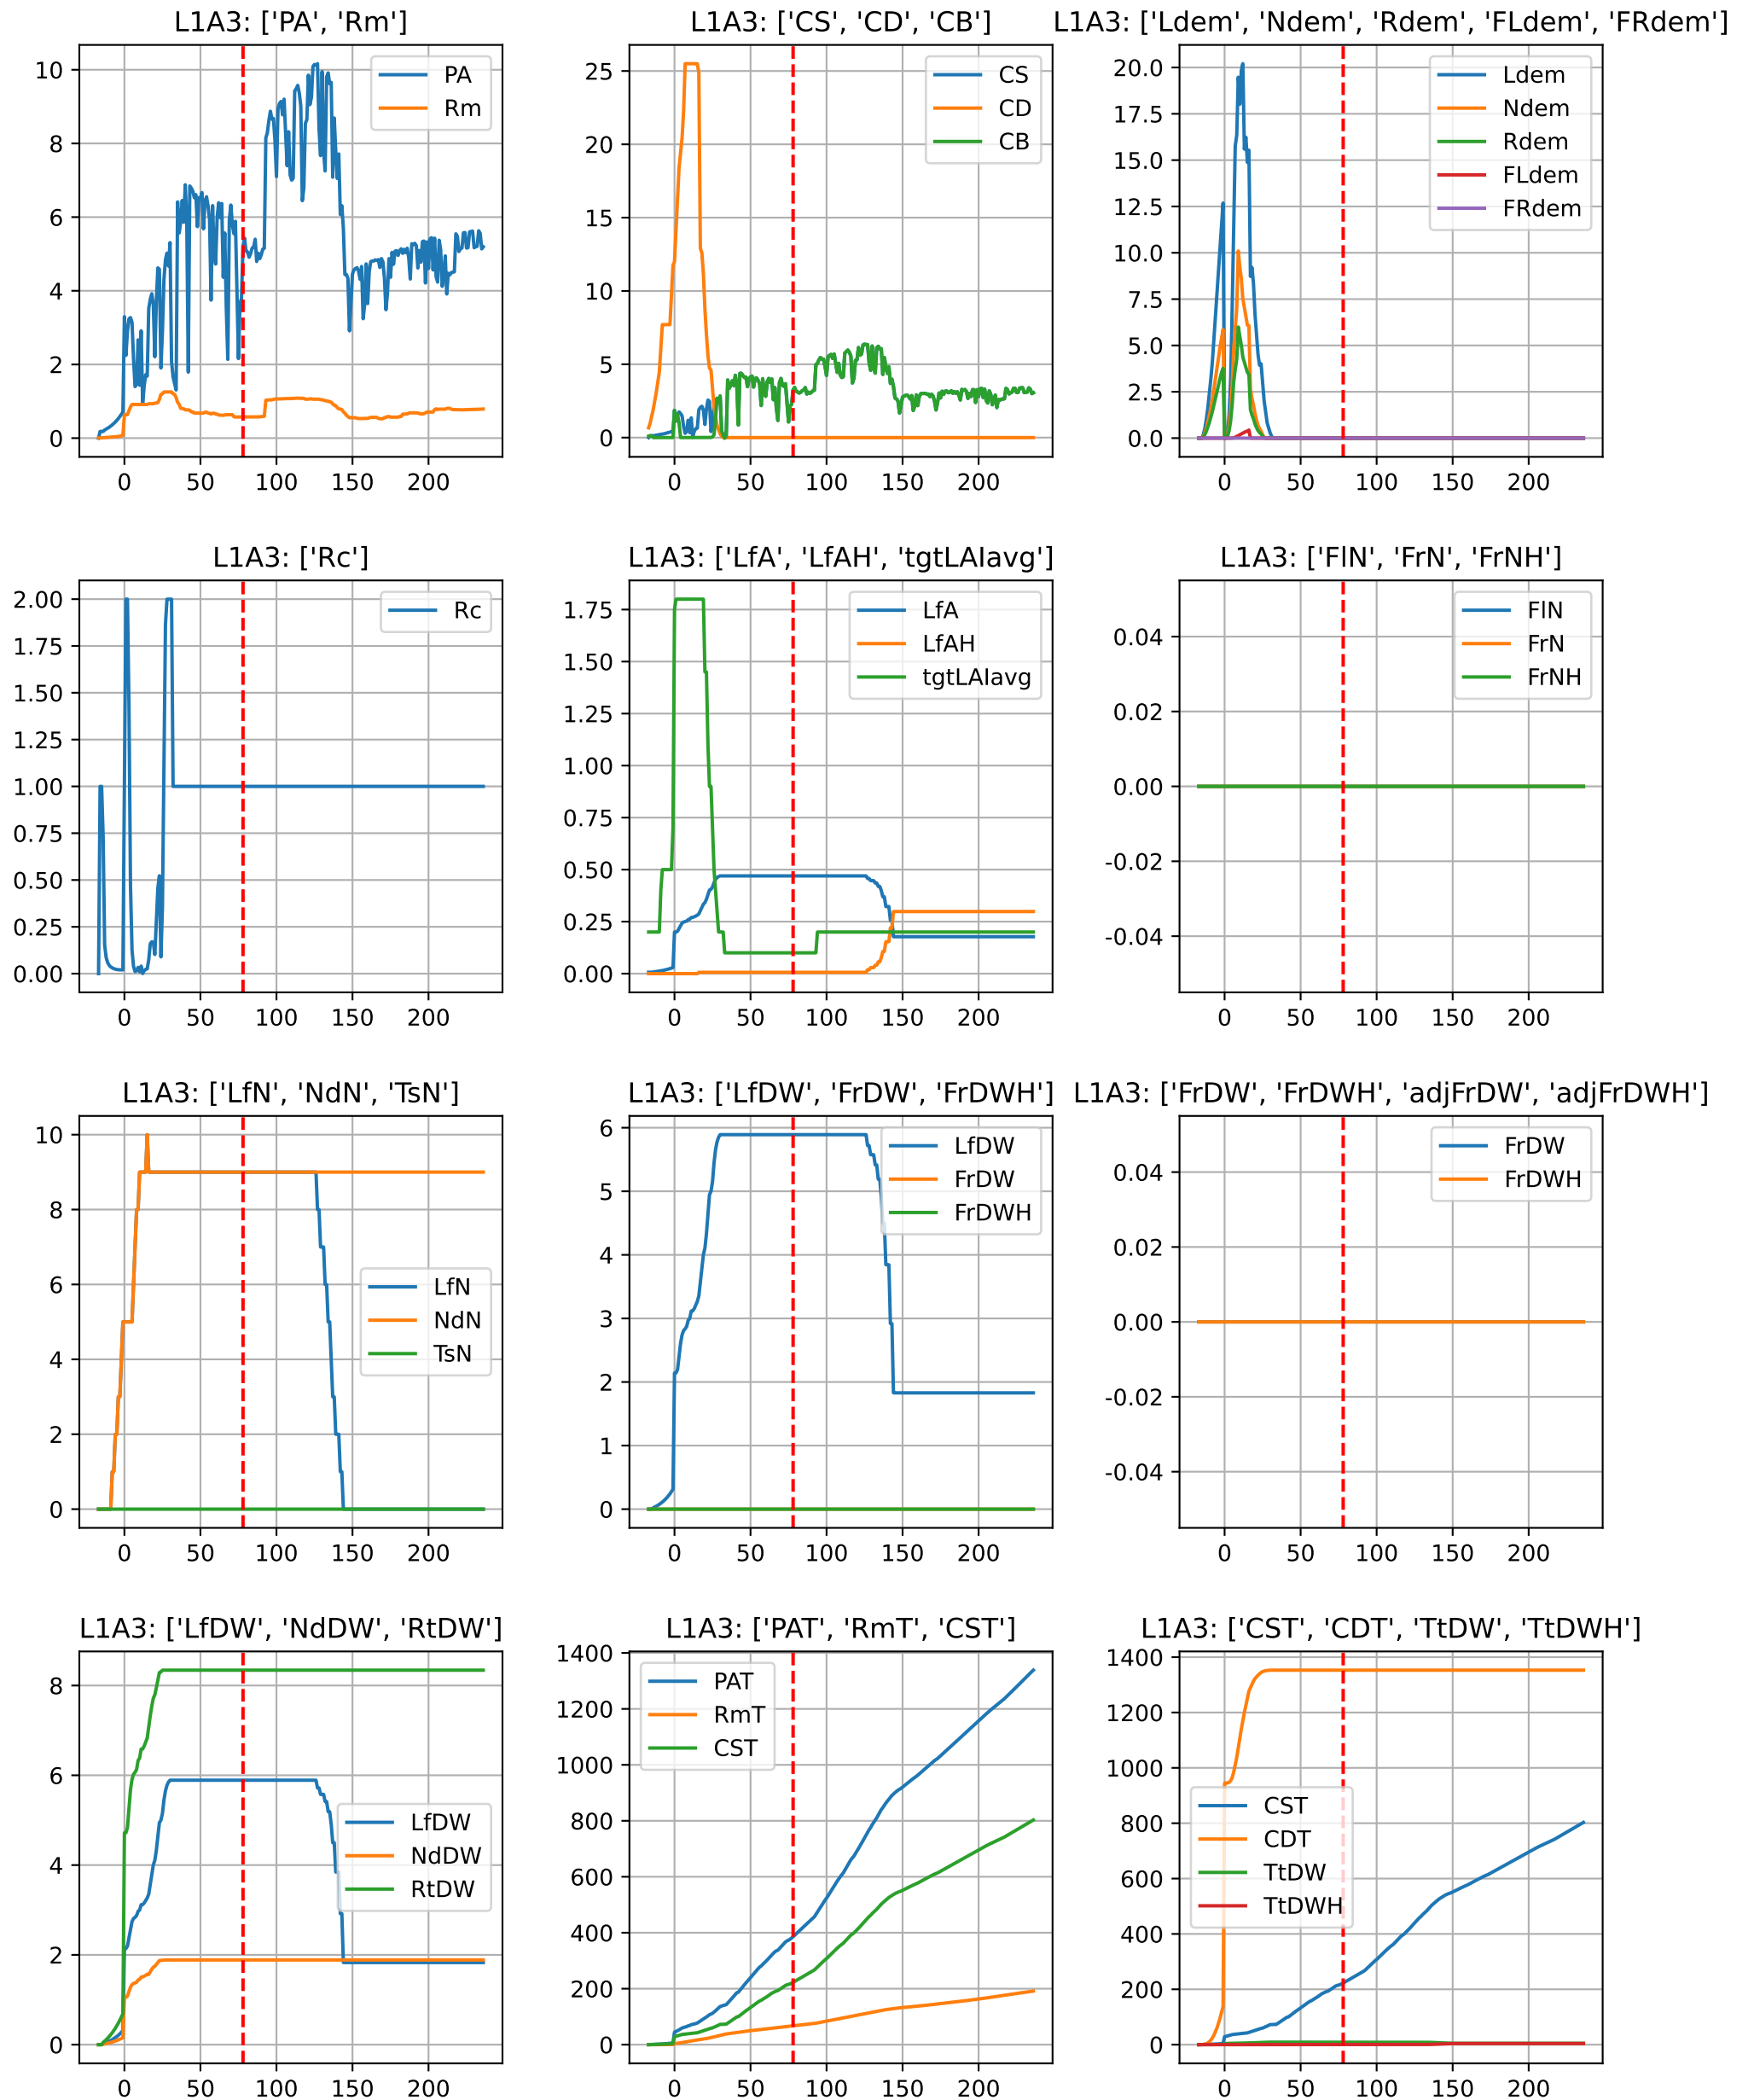 L1A3: ['PA', 'Rm']
PA
Rm
10
8
6
4
2
0
0 50 100 150 200
L1A3: ['CS', 'CD', 'CB']
CS
CD
CB
25
20
15
10
5
0
0 50 100 150 200
L1A3: ['Ldem', 'Ndem', 'Rdem', 'FLdem', 'FRdem']
Ldem
Ndem
Rdem
FLdem
FRdem
20.0
17.5
15.0
12.5
10.0
7.5
5.0
2.5
0.0
0 50 100 150 200
L1A3: ['Rc']
Rc
2.00
1.75
1.50
1.25
1.00
0.75
0.50
0.25
0.00
0 50 100 150 200
L1A3: ['LfA', 'LfAH', 'tgtLAIavg']
LfA
LfAH
tgtLAIavg
1.75
1.50
1.25
1.00
0.75
0.50
0.25
0.00
0 50 100 150 200
L1A3: ['FlN', 'FrN', 'FrNH']
FlN
FrN
FrNH
0.04
0.02
0.00
-0.02
-0.04
0 50 100 150 200
L1A3: ['LfN', 'NdN', 'TsN']
LfN
NdN
TsN
10
8
6
4
2
0
0 50 100 150 200
L1A3: ['LfDW', 'FrDW', 'FrDWH']
LfDW
FrDW
FrDWH
6
5
4
3
2
1
0
0 50 100 150 200
L1A3: ['FrDW', 'FrDWH', 'adjFrDW', 'adjFrDWH']
FrDW
FrDWH
0.04
0.02
0.00
-0.02
-0.04
0 50 100 150 200
L1A3: ['LfDW', 'NdDW', 'RtDW']
LfDW
NdDW
RtDW
8
6
4
2
0
0 50 100 150 200
L1A3: ['PAT', 'RmT', 'CST']
PAT
RmT
CST
1400
1200
1000
800
600
400
200
0
0 50 100 150 200
L1A3: ['CST', 'CDT', 'TtDW', 'TtDWH']
CST
CDT
TtDW
TtDWH
1400
1200
1000
800
600
400
200
0
0 50 100 150 200